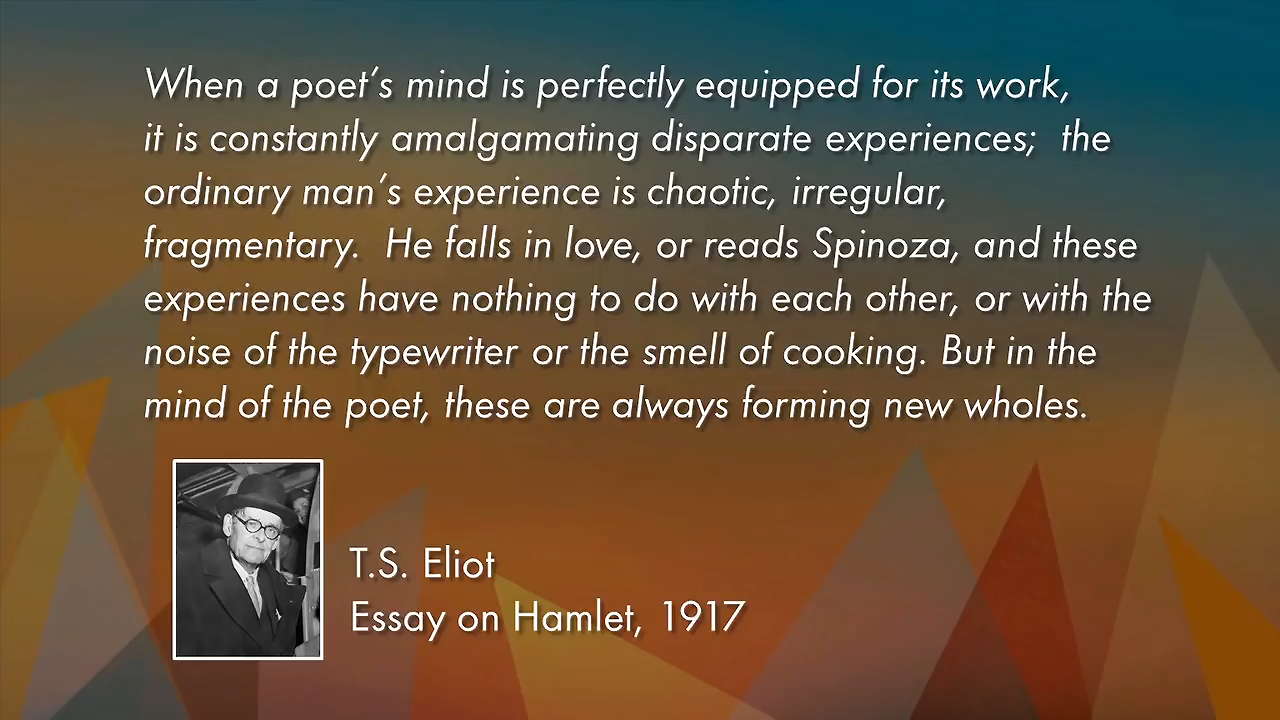 When a poet's mind is perfectly equipped for its work,
it is constantly amalgamating disparate experiences;  the
ordinary man's experience is chaotic, irregular,
fragmentary.  He falls in love, or reads Spinoza, and these
experiences have nothing to do with each other, or with the
noise of the typewriter or the smell of cooking. But in the
mind of the poet, these are always forming new wholes.
T.S. Eliot
Essay on Hamlet, 1917